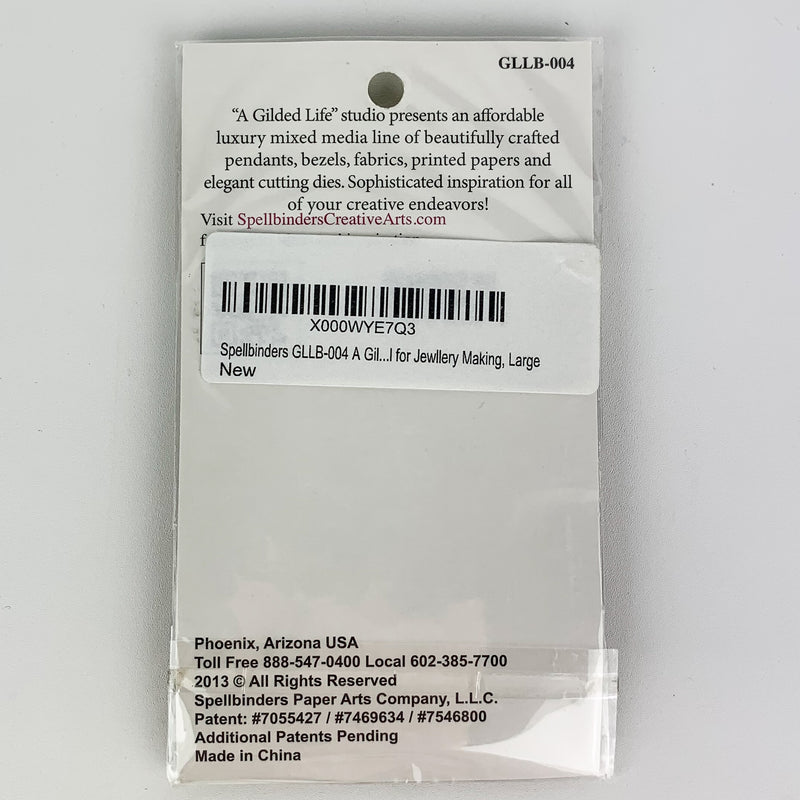 GLLB-004
“A Gilded Life” studio presents an affordable
luxury mixed media line of beautifully crafted
pendants, bezels, fabrics, printed papers and
elegant cutting dies. Sophisticated inspiration for all
of your creative endeavors!
Visit SpellbindersCreativeArts.com
X000WYE7Q3
Spellbinders GLLB-004 A Gil...l for Jewllery Making, Large
New
Phoenix, Arizona USA
Toll Free 888-547-0400 Local 602-385-7700
2013 © All Rights Reserved
Spellbinders Paper Arts Company, L.L.C.
Patent: #7055427 / #7469634 / #7546800
Additional Patents Pending
Made in China